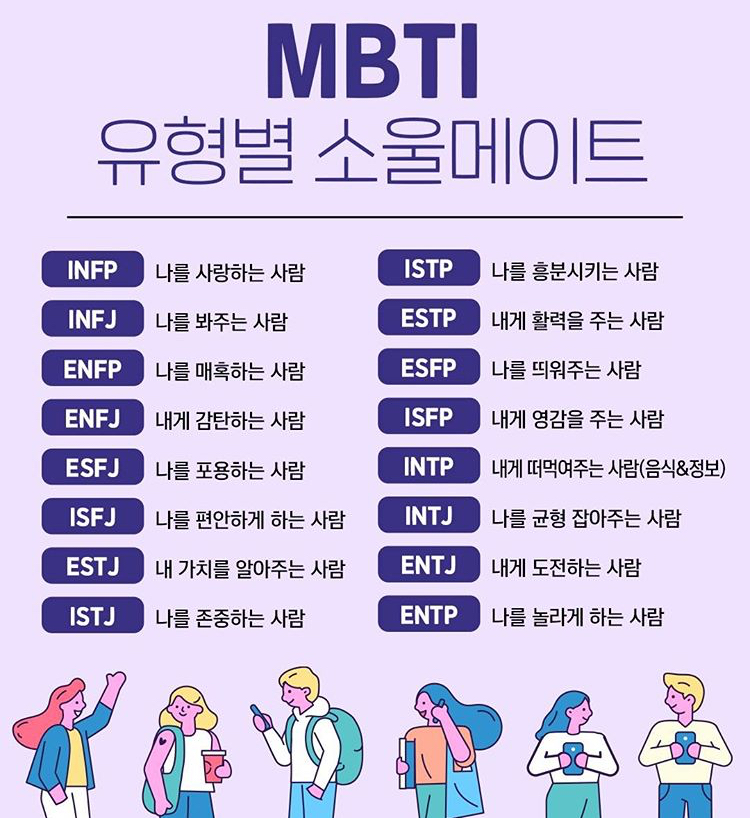 MBTI
유형별 소울메이트
INFP 나를 사랑하는 사람
INFJ 나를 봐주는 사람
ENFP 나를 매혹하는 사람
ENFJ 내게 감탄하는 사람
ESFJ 나를 포용하는 사람
ISFJ 나를 편안하게 하는 사람
ESTJ 내 가치를 알아주는 사람
ISTJ 나를 존중하는 사람
ISTP 나를 흥분시키는 사람
ESTP 내게 활력을 주는 사람
ESFP 나를 띄워주는 사람
ISFP 내게 영감을 주는 사람
INTP 내게 떠먹여주는 사람(음식&정보)
INTJ 나를 균형 잡아주는 사람
ENTJ 내게 도전하는 사람
ENTP 나를 놀라게 하는 사람